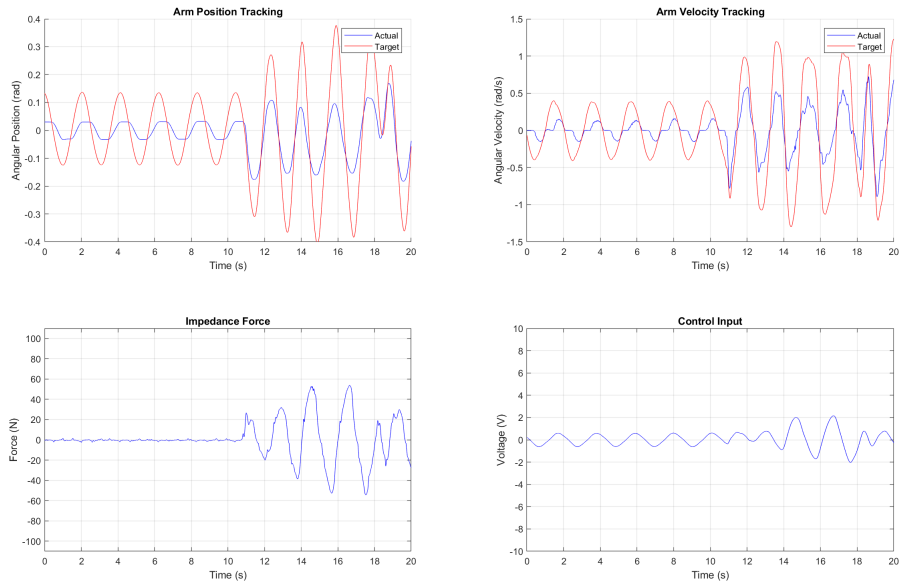 Arm Position Tracking
Actual
Target
Angular Position (rad)
0.4
0.3
0.2
0.1
0
-0.1
-0.2
-0.3
-0.4
0 2 4 6 8 10 12 14 16 18 20
Time (s)
Arm Velocity Tracking
Actual
Target
Angular Velocity (rad/s)
1.5
1
0.5
0
-0.5
-1
-1.5
0 2 4 6 8 10 12 14 16 18 20
Time (s)
Impedance Force
Force (N)
100
80
60
40
20
0
-20
-40
-60
-80
-100
0 2 4 6 8 10 12 14 16 18 20
Time (s)
Control Input
Voltage (V)
10
8
6
4
2
0
-2
-4
-6
-8
-10
0 2 4 6 8 10 12 14 16 18 20
Time (s)